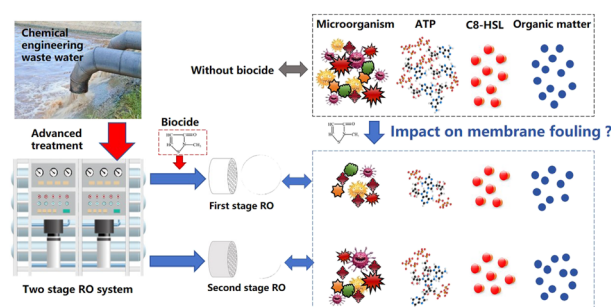 Chemical
engineering
waste water
Microorganism
ATP
C8-HSL
Organic matter
Without biocide
Advanced
treatment
Biocide
Impact on membrane fouling ?
First stage RO
Second stage RO
Two stage RO system